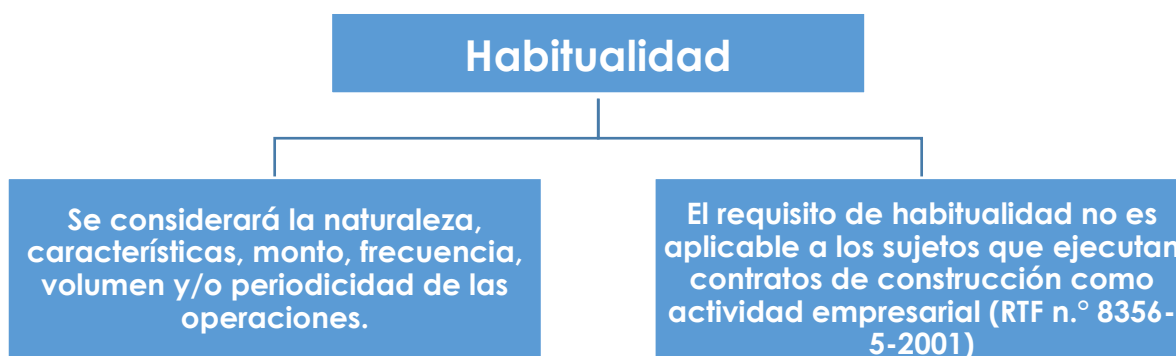 Habitualidad
Se considerará la naturaleza,
características, monto, frecuencia,
volumen y/o periodicidad de las
operaciones.
El requisito de habitualidad no es
aplicable a los sujetos que ejecutan
contratos de construcción como
actividad empresarial (RTF n.° 8356-
5-2001)